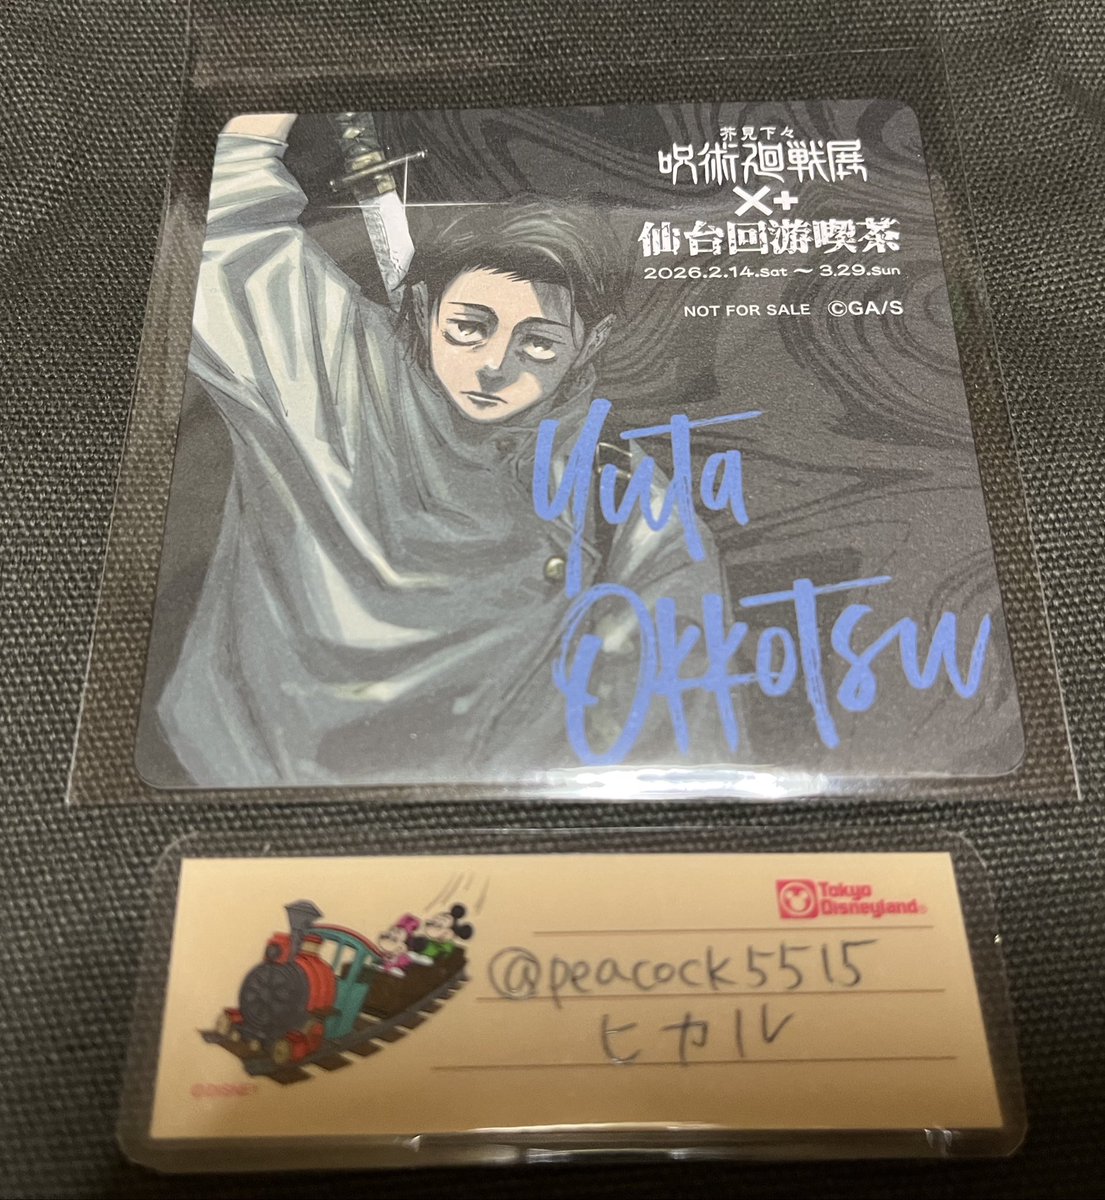 芥見下々
呪術廻戦展
×+
仙台回游喫茶
2026.2.14.sat ~ 3.29.sun
NOT FOR SALE ©GA/S
Yuta
Okkotsu
Tokyo
Disneyland®
@peacock5515
ヒカル
©DISNEY